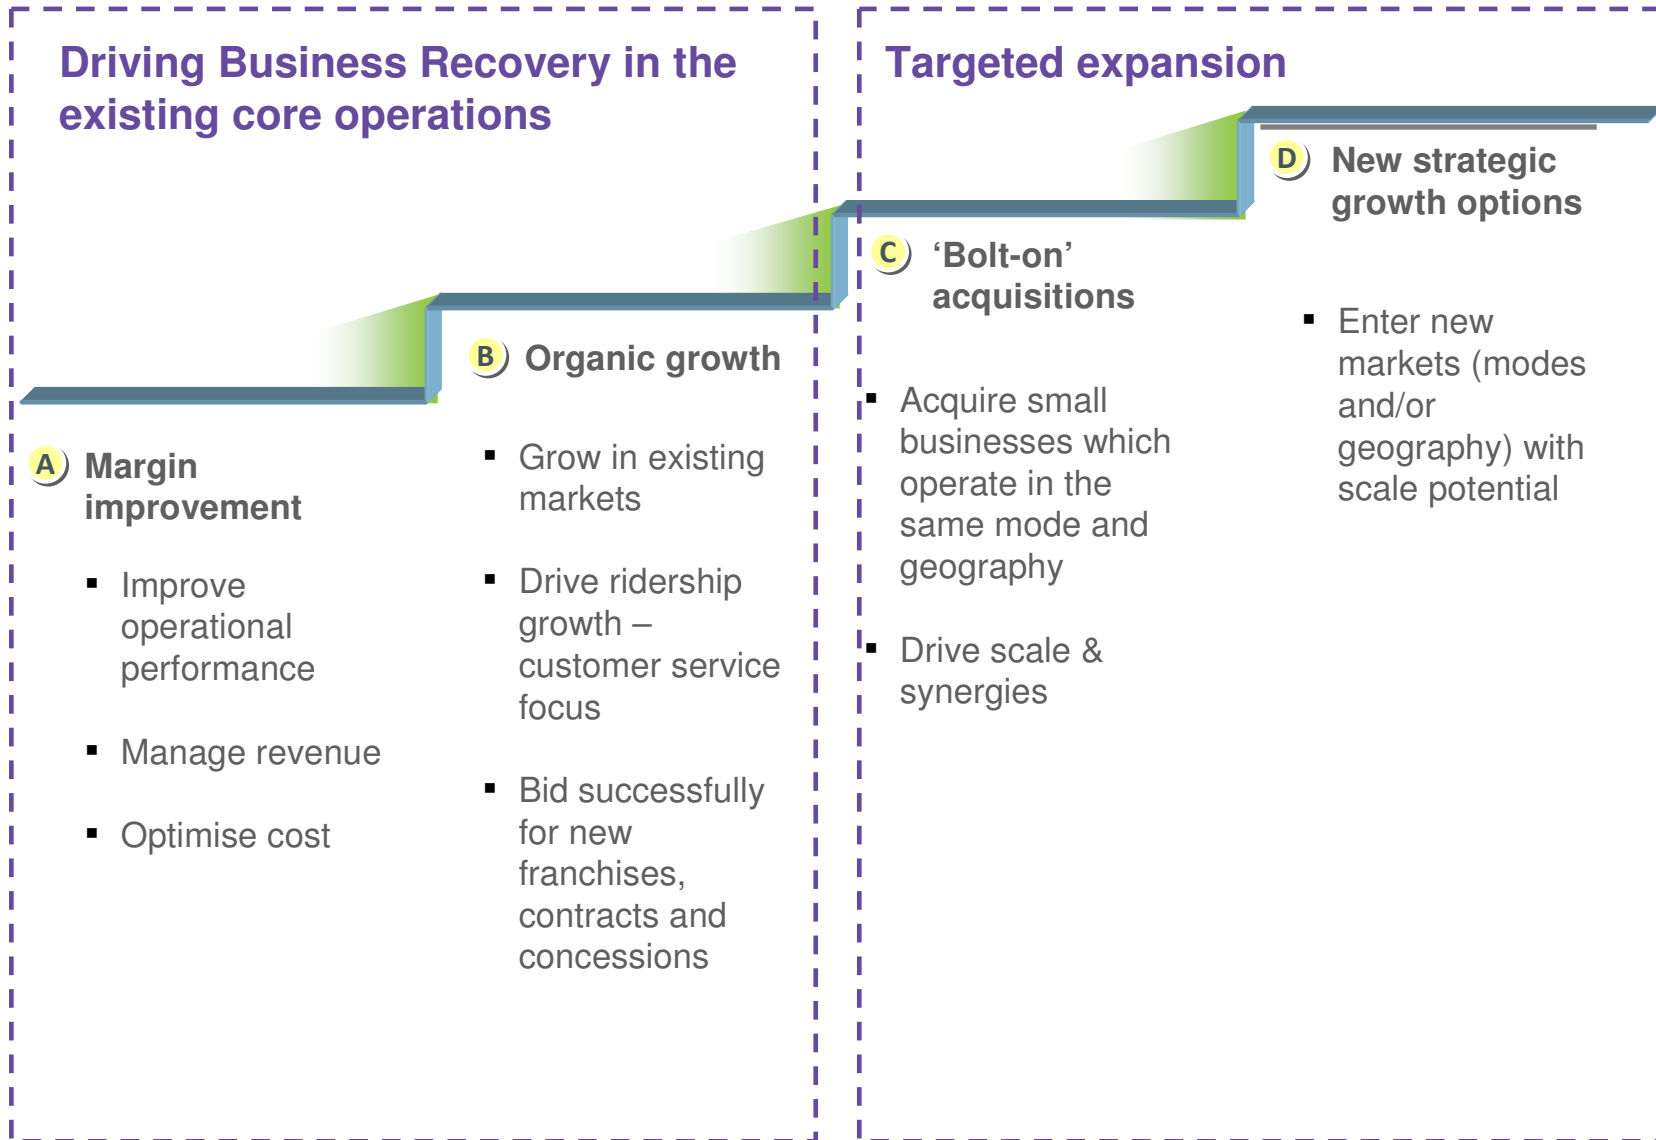 Driving Business Recovery in the
existing core operations
A Margin
improvement
▪ Improve
operational
performance
▪ Manage revenue
▪ Optimise cost
B Organic growth
▪ Grow in existing
markets
▪ Drive ridership
growth –
customer service
focus
▪ Bid successfully
for new
franchises,
contracts and
concessions
Targeted expansion
C ‘Bolt-on’
acquisitions
▪ Acquire small
businesses which
operate in the
same mode and
geography
▪ Drive scale &
synergies
D New strategic
growth options
▪ Enter new
markets (modes
and/or
geography) with
scale potential